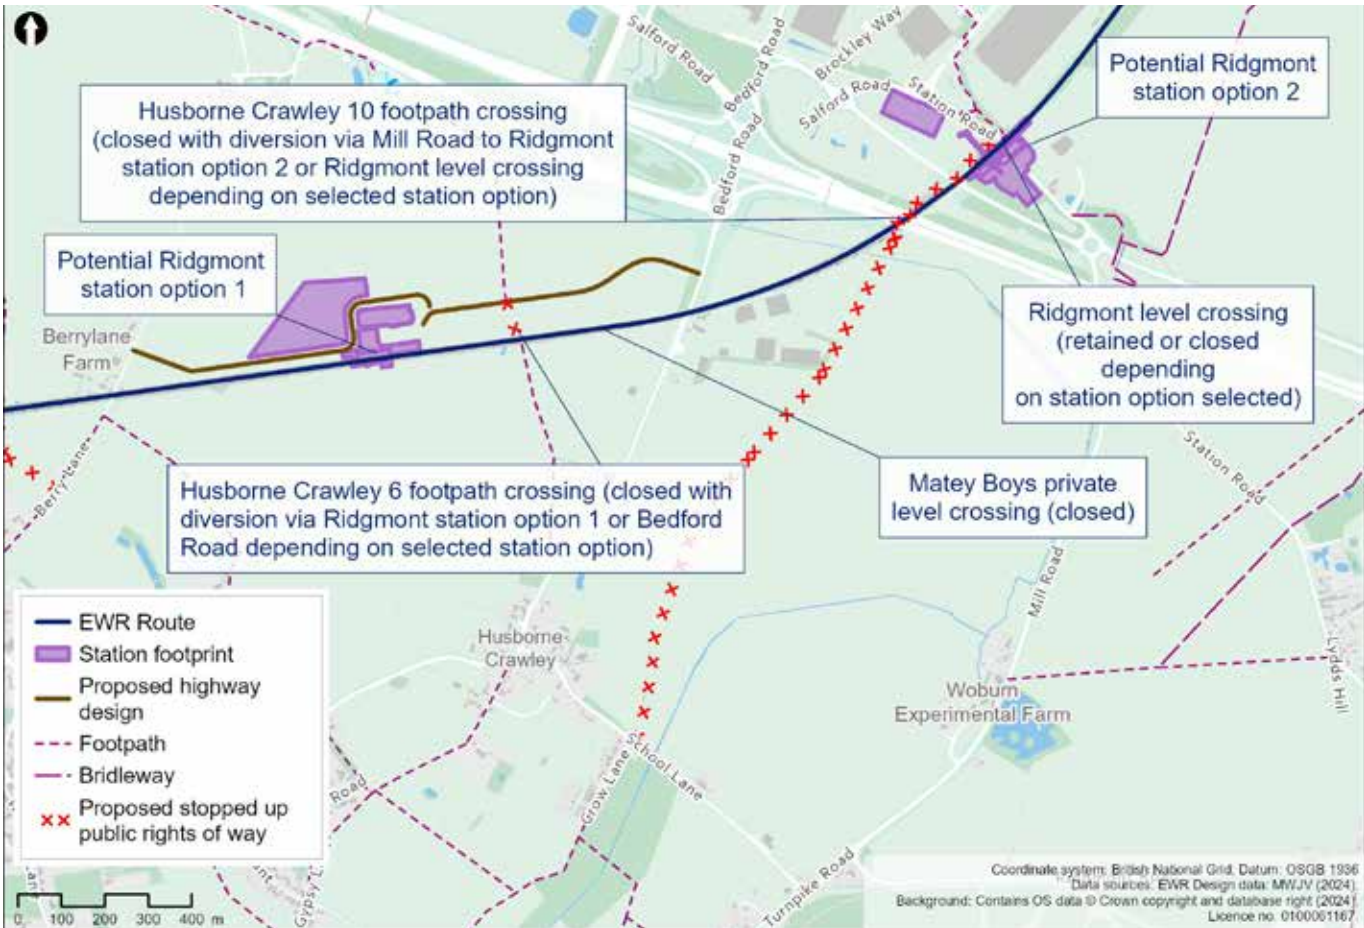 Salford Road
Bedford Road
Brockley Way
Salford Road
Station Road
Bedford Road
Potential Ridgmont
station option 2
Husborne Crawley 10 footpath crossing
(closed with diversion via Mill Road to Ridgmont
station option 2 or Ridgmont level crossing
depending on selected station option)
Potential Ridgmont
station option 1
Berrylane
Farm
Ridgmont level crossing
(retained or closed
depending
on station option selected)
Berry Lane
Husborne Crawley 6 footpath crossing (closed with
diversion via Ridgmont station option 1 or Bedford
Road depending on selected station option)
Matey Boys private
level crossing (closed)
Station Road
Mill Road
Lydds Hill
Husborne
Crawley
Woburn
Experimental Farm
School Lane
Crow Lane
Turnpike Road
Road
Gypsy L
EWR Route
Station footprint
Proposed highway
design
Footpath
Bridleway
Proposed stopped up
public rights of way
0 100 200 300 400 m
Coordinate system: British National Grid. Datum: OSGB 1936
Data sources: EWR Design data: MWJV (2024).
Background: Contains OS data © Crown copyright and database right (2024).
Licence no. 0100061167.